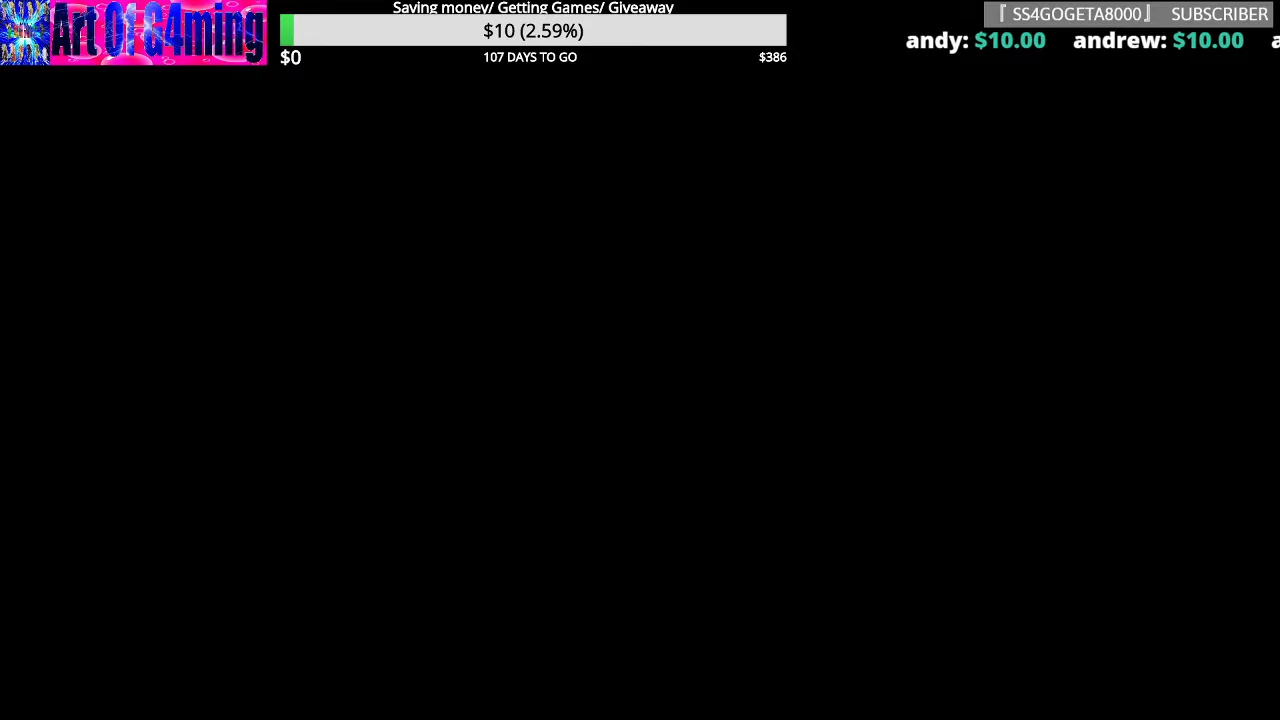 Art Of G4ming
Saving money/ Getting Games/ Giveaway
$10 (2.59%)
$0
107 DAYS TO GO
$386
『 SS4GOGETA8000』 SUBSCRIBER
andy: $10.00 andrew: $10.00